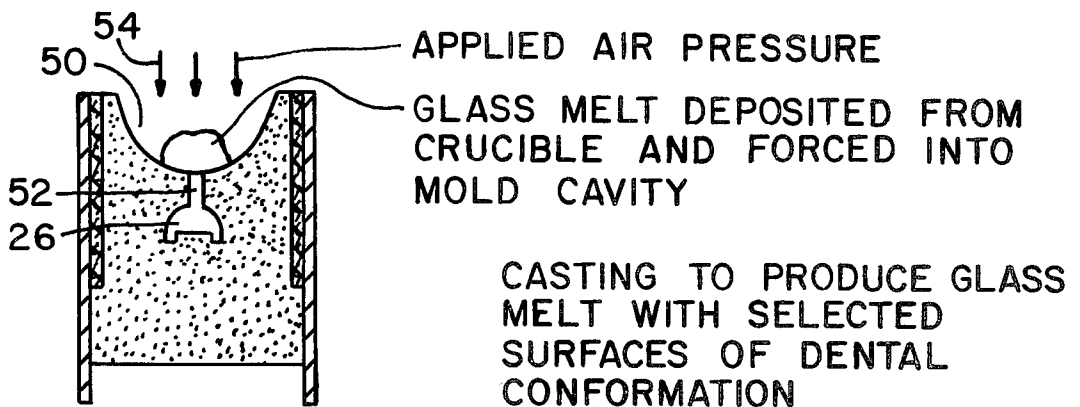 54
50
APPLIED AIR PRESSURE
GLASS MELT DEPOSITED FROM
CRUCIBLE AND FORCED INTO
MOLD CAVITY
52
26
CASTING TO PRODUCE GLASS
MELT WITH SELECTED
SURFACES OF DENTAL
CONFORMATION